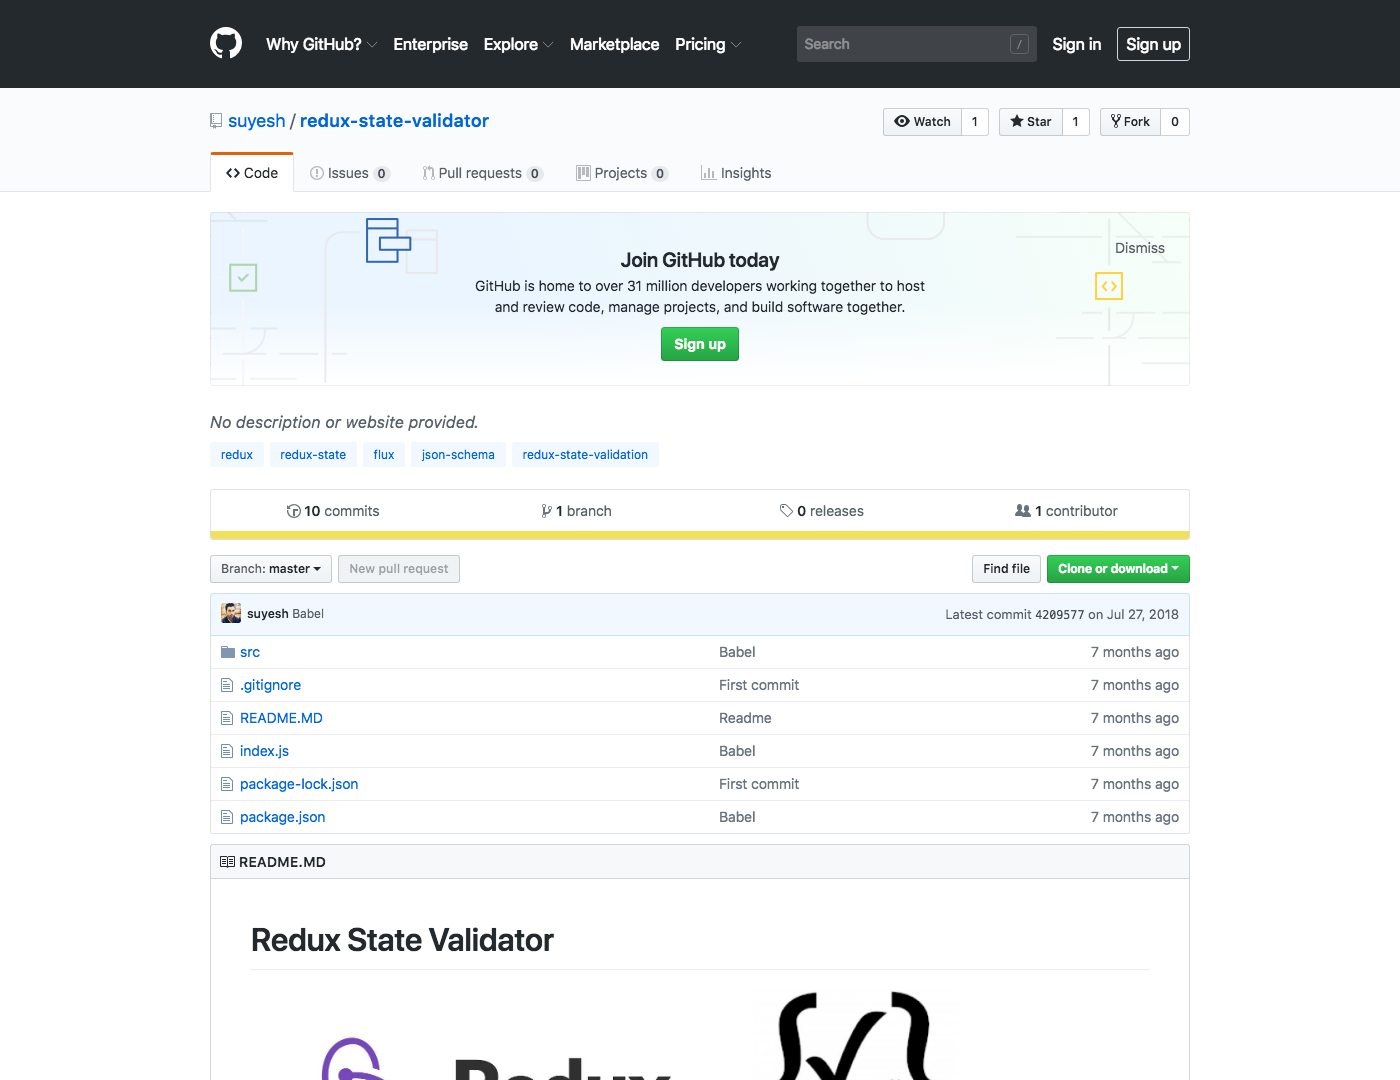 Why GitHub? Enterprise Explore Marketplace Pricing Search / Sign in Sign up
suyesh / redux-state-validator Watch 1 Star 1 Fork 0
Code Issues 0 Pull requests 0 Projects 0 Insights
Dismiss
Join GitHub today
GitHub is home to over 31 million developers working together to host
and review code, manage projects, and build software together.
Sign up
No description or website provided.
redux redux-state flux json-schema redux-state-validation
10 commits 1 branch 0 releases 1 contributor
Branch: master New pull request Find file Clone or download
suyesh Babel Latest commit 4209577 on Jul 27, 2018
src Babel 7 months ago
.gitignore First commit 7 months ago
README.MD Readme 7 months ago
index.js Babel 7 months ago
package-lock.json First commit 7 months ago
package.json Babel 7 months ago
README.MD
Redux State Validator
Redux